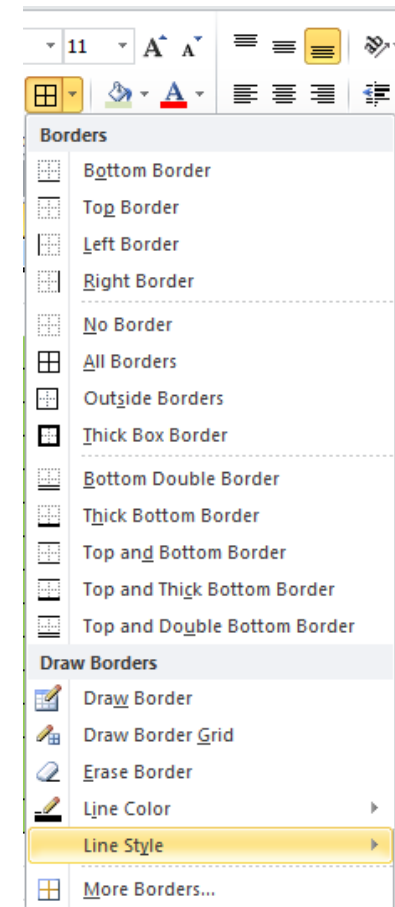 11 A A
A
Borders
Bottom Border
Top Border
Left Border
Right Border
No Border
All Borders
Outside Borders
Thick Box Border
Bottom Double Border
Thick Bottom Border
Top and Bottom Border
Top and Thick Bottom Border
Top and Double Bottom Border
Draw Borders
Draw Border
Draw Border Grid
Erase Border
Line Color
Line Style
More Borders...